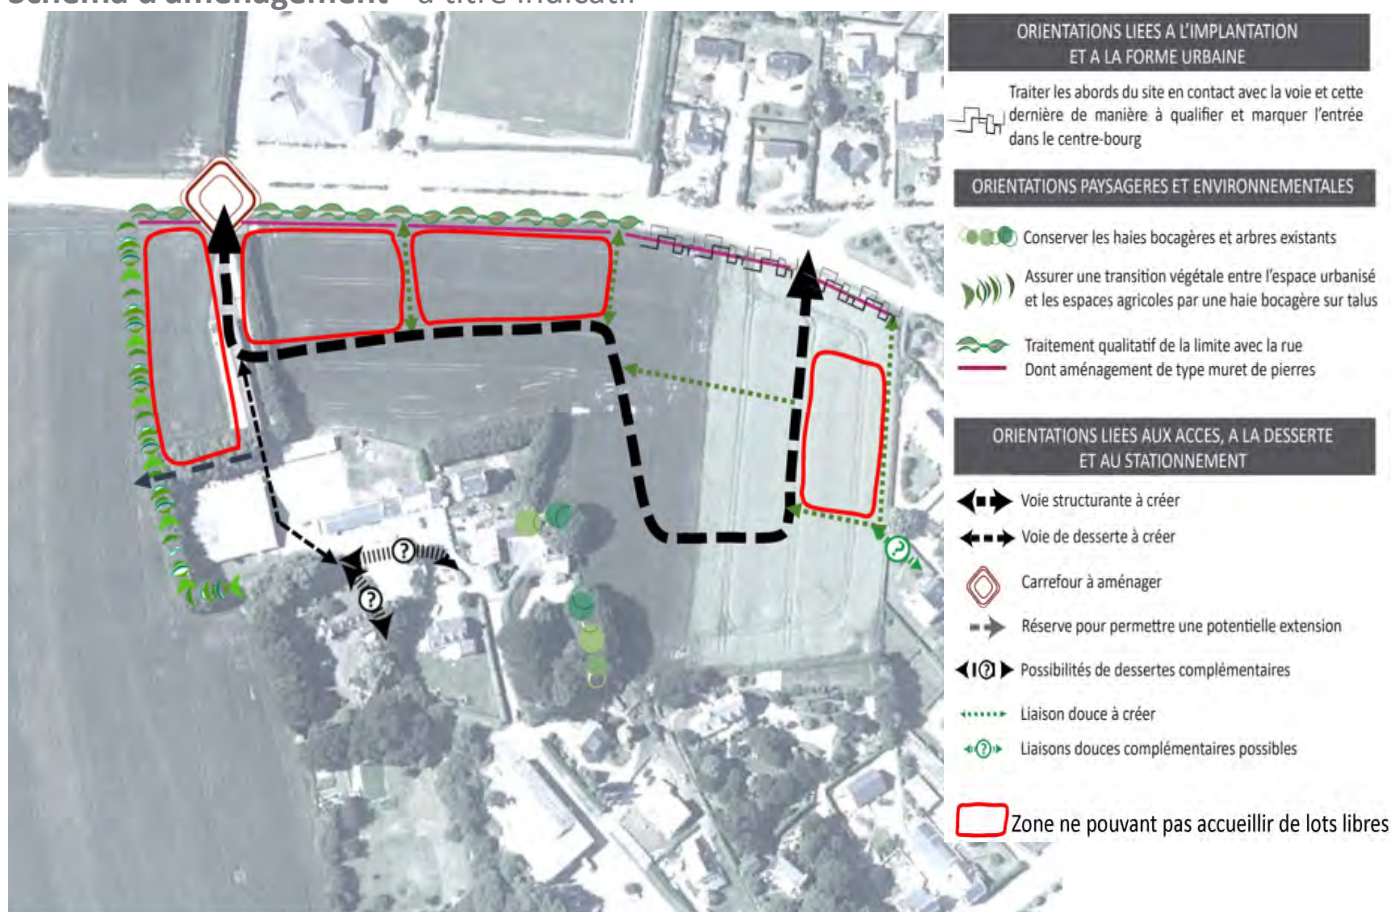 Schéma d'aménagement - à titre indicatif
ORIENTATIONS LIEES A L'IMPLANTATION
ET A LA FORME URBAINE
Traiter les abords du site en contact avec la voie et cette
dernière de manière à qualifier et marquer l'entrée
dans le centre-bourg
ORIENTATIONS PAYSAGERES ET ENVIRONNEMENTALES
Conserver les haies bocagères et arbres existants
Assurer une transition végétale entre l'espace urbanisé
et les espaces agricoles par une haie bocagère sur talus
Traitement qualitatif de la limite avec la rue
Dont aménagement de type muret de pierres
ORIENTATIONS LIEES AUX ACCES, A LA DESSERTE
ET AU STATIONNEMENT
Voie structurante à créer
Voie de desserte à créer
Carrefour à aménager
Réserve pour permettre une potentielle extension
?
Possibilités de dessertes complémentaires
Liaison douce à créer
?
Liaisons douces complémentaires possibles
Zone ne pouvant pas accueillir de lots libres
?
?
?